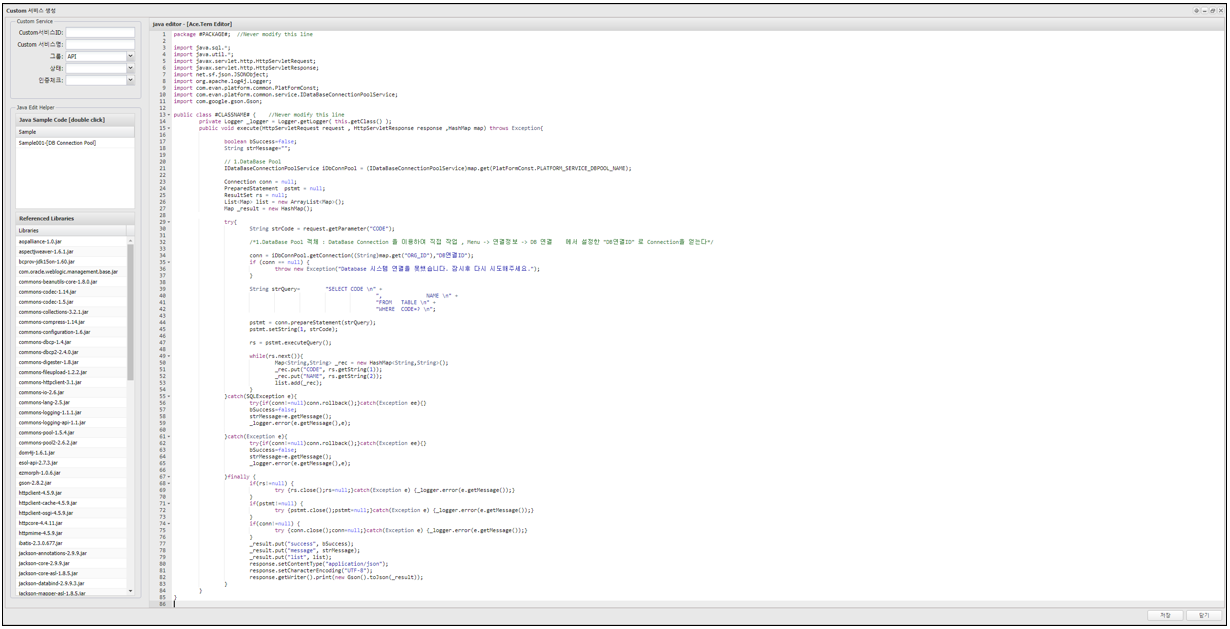 Custom 서비스 생성
Custom Service
Custom서비스ID:
Custom 서비스명:
그룹: API
상태:
인증체크:
Java Edit Helper
Java Sample Code [double click]
Sample
Sample001-[DB Connection Pool]
Referenced Libraries
Libraries
aopalliance-1.0.jar
aspectjweaver-1.6.1.jar
bcprov-jdk15on-1.60.jar
com.oracle.weblogic.management.base.jar
commons-beanutils-core-1.8.0.jar
commons-codec-1.14.jar
commons-codec-1.5.jar
commons-collections-3.2.1.jar
commons-compress-1.14.jar
commons-configuration-1.6.jar
commons-dbcp-1.4.jar
commons-dbcp2-2.4.0.jar
commons-digester-1.8.jar
commons-fileupload-1.2.2.jar
commons-httpclient-3.1.jar
commons-io-2.6.jar
commons-lang-2.5.jar
commons-logging-1.1.1.jar
commons-logging-api-1.1.jar
commons-pool-1.5.4.jar
commons-pool2-2.6.2.jar
dom4j-1.6.1.jar
esol-api-2.7.3.jar
ezmorph-1.0.6.jar
gson-2.8.2.jar
httpclient-4.5.9.jar
httpclient-cache-4.5.9.jar
httpclient-osgi-4.5.9.jar
httpcore-4.4.11.jar
httpmime-4.5.9.jar
ibatis-2.3.0.677.jar
jackson-annotations-2.9.9.jar
jackson-core-2.9.9.jar
jackson-core-asl-1.8.5.jar
jackson-databind-2.9.9.3.jar
jackson-mapper-asl-1.8.5.jar
java editor - [Ace.Tern Editor]
1 package #PACKAGE#; //Never modify this line
2
3 import java.sql.*;
4 import java.util.*;
5 import javax.servlet.http.HttpServletRequest;
6 import javax.servlet.http.HttpServletResponse;
7 import net.sf.json.JSONObject;
8 import org.apache.log4j.Logger;
9 import com.evan.platform.common.PlatFormConst;
10 import com.evan.platform.common.service.IDataBaseConnectionPoolService;
11 import com.google.gson.Gson;
12
13 public class #CLASSNAME# { //Never modify this line
14 private Logger _logger = Logger.getLogger( this.getClass() );
15 public void execute(HttpServletRequest request , HttpServletResponse response ,HashMap map) throws Exception{
16
17 boolean bSuccess=false;
18 String strMessage="";
19
20 // 1.DataBase Pool
21 IDataBaseConnectionPoolService iDbConnPool = (IDataBaseConnectionPoolService)map.get(PlatFormConst.PLATFORM_SERVICE_DBPOOL_NAME);
22
23 Connection conn = null;
24 PreparedStatement pstmt = null;
25 ResultSet rs = null;
26 List<Map> list = new ArrayList<Map>();
27 Map _result = new HashMap();
28
29 try{
30 String strCode = request.getParameter("CODE");
31
32 /*1.DataBase Pool 객체 : DataBase Connection 을 이용하여 직접 작업 , Menu -> 연결정보 -> DB 연결 에서 설정한 "DB연결ID" 로 Connection을 얻는다*/
33
34 conn = iDbConnPool.getConnection((String)map.get("ORG_ID"),"DB연결ID");
35 if (conn == null) {
36 throw new Exception("Database 시스템 연결을 못했습니다. 잠시후 다시 시도해주세요.");
37 }
38
39 String strQuery= "SELECT CODE \n" +
40 ", NAME \n" +
41 "FROM TABLE \n" +
42 "WHERE CODE=? \n";
43
44 pstmt = conn.prepareStatement(strQuery);
45 pstmt.setString(1, strCode);
46
47 rs = pstmt.executeQuery();
48
49 while(rs.next()){
50 Map<String,String> _rec = new HashMap<String,String>();
51 _rec.put("CODE", rs.getString(1));
52 _rec.put("NAME", rs.getString(2));
53 list.add(_rec);
54 }
55 }catch(SQLException e){
56 try{if(conn!=null)conn.rollback();}catch(Exception ee){}
57 bSuccess=false;
58 strMessage=e.getMessage();
59 _logger.error(e.getMessage(),e);
60
61 }catch(Exception e){
62 try{if(conn!=null)conn.rollback();}catch(Exception ee){}
63 bSuccess=false;
64 strMessage=e.getMessage();
65 _logger.error(e.getMessage(),e);
66
67 }finally {
68 if(rs!=null) {
69 try {rs.close();rs=null;}catch(Exception e) {_logger.error(e.getMessage());}
70 }
71 if(pstmt!=null) {
72 try {pstmt.close();pstmt=null;}catch(Exception e) {_logger.error(e.getMessage());}
73 }
74 if(conn!=null) {
75 try {conn.close();conn=null;}catch(Exception e) {_logger.error(e.getMessage());}
76 }
77 _result.put("success", bSuccess);
78 _result.put("message", strMessage);
79 _result.put("list", list);
80 response.setContentType("application/json");
81 response.setCharacterEncoding("UTF-8");
82 response.getWriter().print(new Gson().toJson(_result));
83 }
84 }
85 }
86
저장
닫기